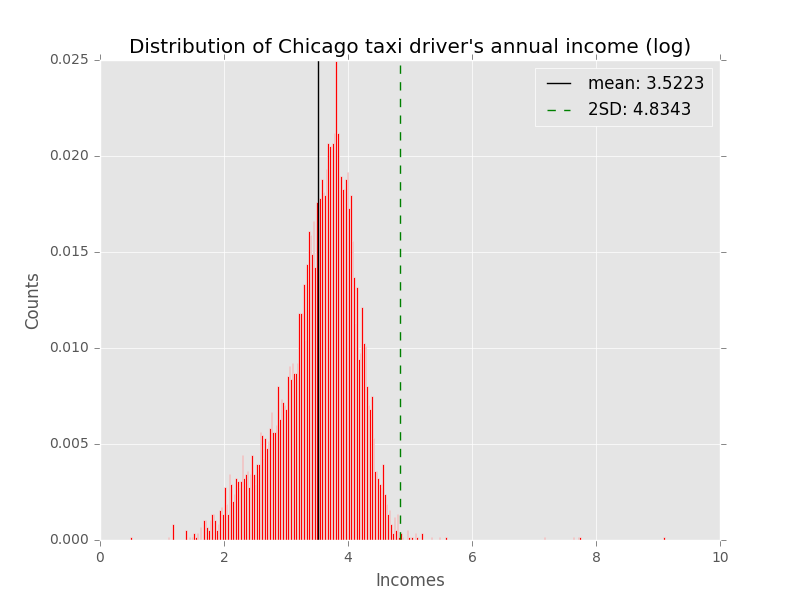 Distribution of Chicago taxi driver's annual income (log)
mean: 3.5223
2SD: 4.8343
0.025
0.020
0.015
0.010
0.005
0.000
Counts
0 2 4 6 8 10
Incomes